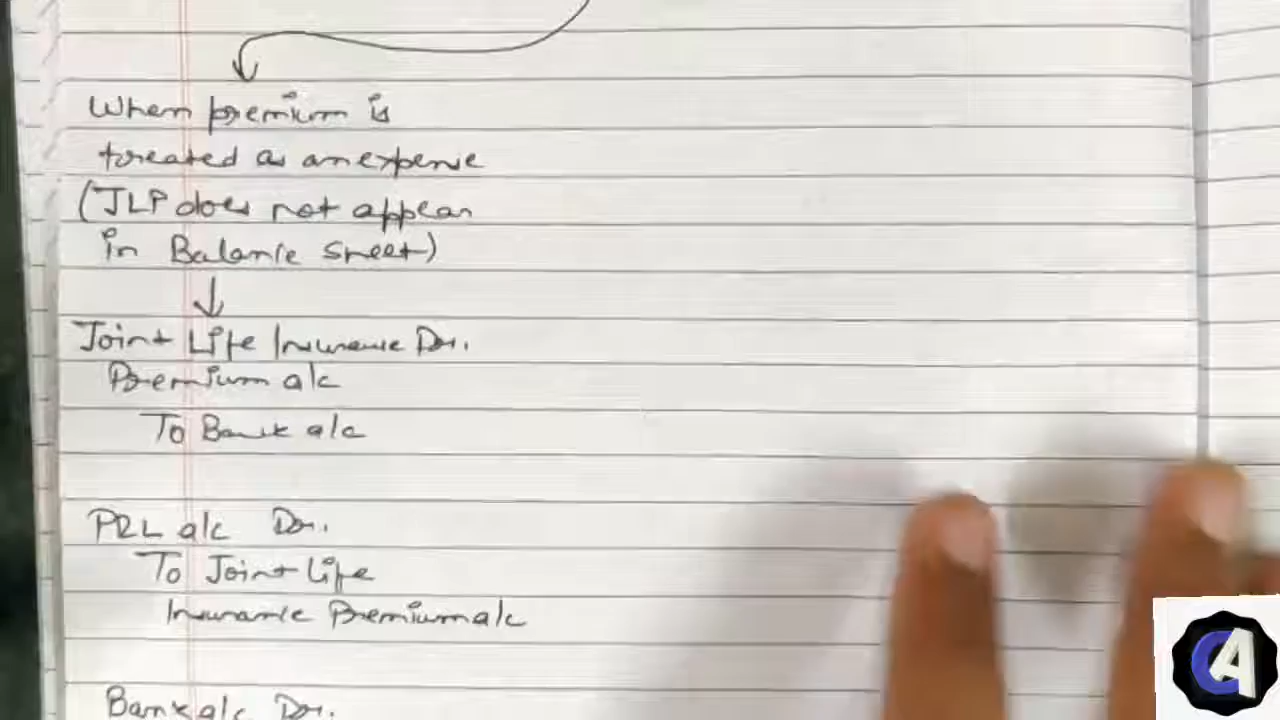 When premium is
treated as an expense
(JLP does not appear
in Balance sheet)
Joint Life Insurance Dr.
Premium a/c
To Bank a/c
P&L a/c Dr.
To Joint Life
Insurance Premium a/c
Bank a/c Dr.
CA